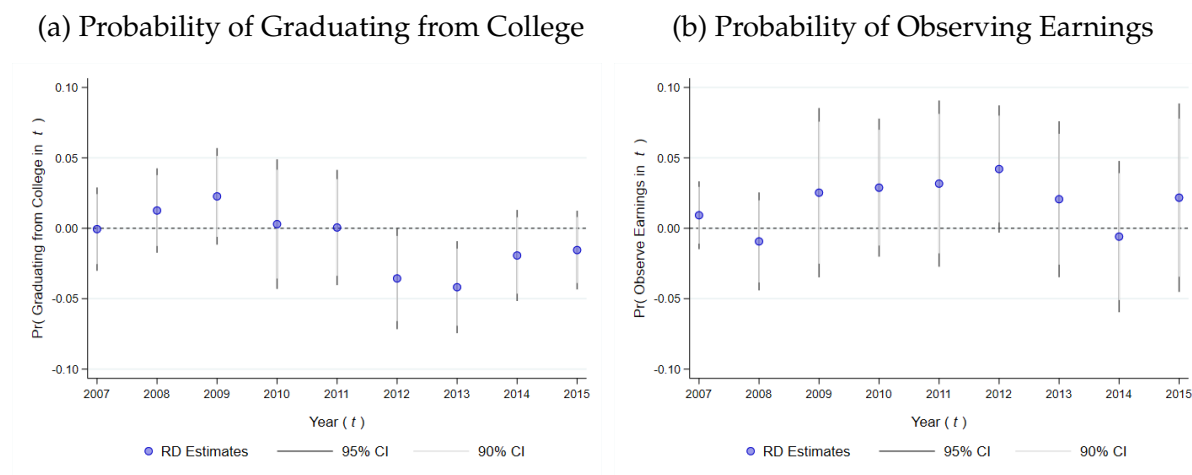 (a) Probability of Graduating from College
(b) Probability of Observing Earnings
Pr( Graduating from College in t )
0.10
0.05
0.00
-0.05
-0.10
2007 2008 2009 2010 2011 2012 2013 2014 2015
Year ( t )
RD Estimates 95% CI 90% CI
Pr( Observe Earnings in t )
0.10
0.05
0.00
-0.05
-0.10
2007 2008 2009 2010 2011 2012 2013 2014 2015
Year ( t )
RD Estimates 95% CI 90% CI